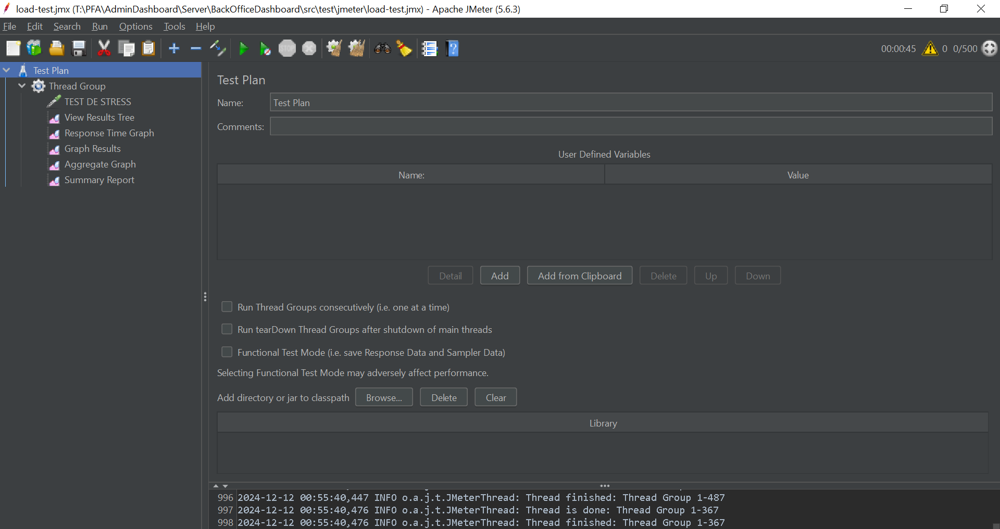 load-test.jmx (T:\PFA\AdminDashboard\Server\BackOfficeDashboard\src\test\jmeter\load-test.jmx) - Apache JMeter (5.6.3)
File Edit Search Run Options Tools Help
STOP ? 00:00:45 0 0/500
Test Plan
Thread Group
TEST DE STRESS
View Results Tree
Response Time Graph
Graph Results
Aggregate Graph
Summary Report
Test Plan
Name: Test Plan
Comments:
User Defined Variables
Name: Value
Detail Add Add from Clipboard Delete Up Down
Run Thread Groups consecutively (i.e. one at a time)
Run tearDown Thread Groups after shutdown of main threads
Functional Test Mode (i.e. save Response Data and Sampler Data)
Selecting Functional Test Mode may adversely affect performance.
Add directory or jar to classpath Browse... Delete Clear
Library
996 2024-12-12 00:55:40,447 INFO o.a.j.t.JMeterThread: Thread finished: Thread Group 1-487
997 2024-12-12 00:55:40,476 INFO o.a.j.t.JMeterThread: Thread is done: Thread Group 1-367
998 2024-12-12 00:55:40,476 INFO o.a.j.t.JMeterThread: Thread finished: Thread Group 1-367